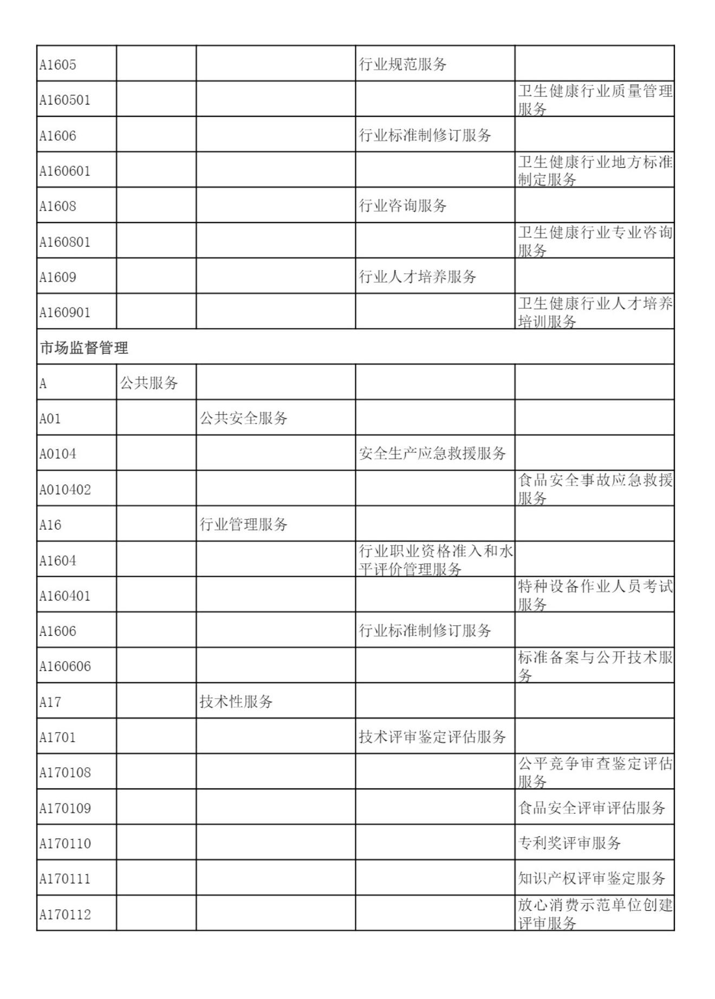 A1605 行业规范服务
A160501 卫生健康行业质量管理
服务
A1606 行业标准制修订服务
A160601 卫生健康行业地方标准
制定服务
A1608 行业咨询服务
A160801 卫生健康行业专业咨询
服务
A1609 行业人才培养服务
A160901 卫生健康行业人才培养
培训服务
市场监督管理
A 公共服务
A01 公共安全服务
A0104 安全生产应急救援服务
A010402 食品安全事故应急救援
服务
A16 行业管理服务
A1604 行业职业资格准入和水
平评价管理服务
A160401 特种设备作业人员考试
服务
A1606 行业标准制修订服务
A160606 标准备案与公开技术服
务
A17 技术性服务
A1701 技术评审鉴定评估服务
A170108 公平竞争审查鉴定评估
服务
A170109 食品安全评审评估服务
A170110 专利奖评审服务
A170111 知识产权评审鉴定服务
A170112 放心消费示范单位创建
评审服务